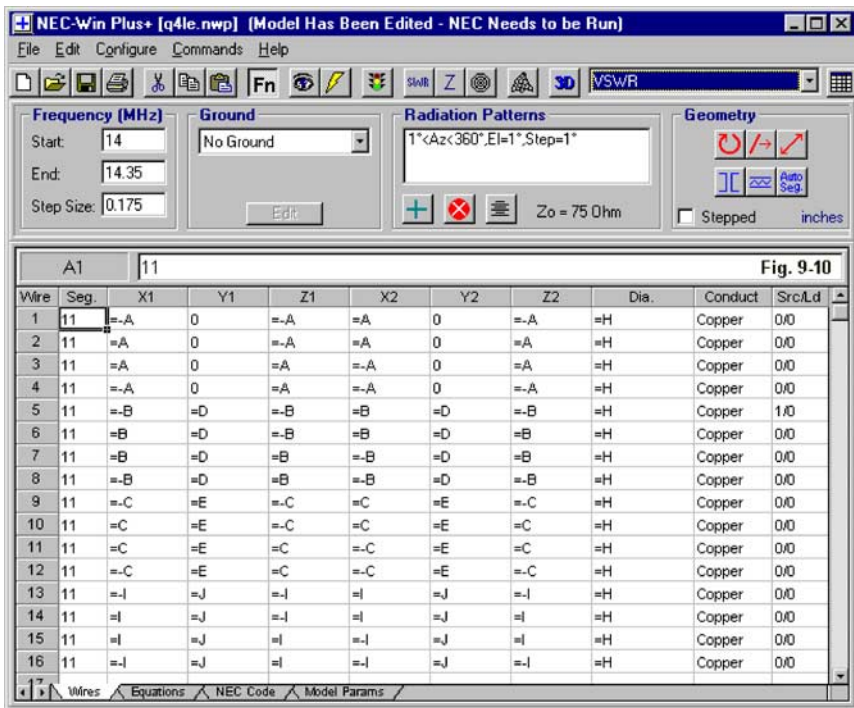 NEC-Win Plus+ [q4le.nwp] (Model Has Been Edited - NEC Needs to be Run)
File Edit Configure Commands Help
Fn SWR Z 3D VSWR
Frequency (MHz) Ground Radiation Patterns Geometry
Start: 14 No Ground 1°<Az<360°,El=1°,Step=1°
End: 14.35
Step Size: 0.175 Edit Zo = 75 Ohm Auto Seg. Stepped inches
A1 11 Fig. 9-10
Wire Seg. X1 Y1 Z1 X2 Y2 Z2 Dia. Conduct Src/Ld
1 11 =-A 0 =-A =A 0 =-A =H Copper 0/0
2 11 =A 0 =-A =A 0 =A =H Copper 0/0
3 11 =A 0 =A =-A 0 =A =H Copper 0/0
4 11 =-A 0 =A =-A 0 =-A =H Copper 0/0
5 11 =-B =D =-B =B =D =-B =H Copper 1/0
6 11 =B =D =-B =B =D =B =H Copper 0/0
7 11 =B =D =B =-B =D =B =H Copper 0/0
8 11 =-B =D =B =-B =D =-B =H Copper 0/0
9 11 =-C =E =-C =C =E =-C =H Copper 0/0
10 11 =C =E =-C =C =E =C =H Copper 0/0
11 11 =C =E =C =-C =E =C =H Copper 0/0
12 11 =-C =E =C =-C =E =-C =H Copper 0/0
13 11 =-I =J =-I =I =J =-I =H Copper 0/0
14 11 =I =J =-I =I =J =I =H Copper 0/0
15 11 =I =J =I =-I =J =I =H Copper 0/0
16 11 =-I =J =I =-I =J =-I =H Copper 0/0
17
Wires Equations NEC Code Model Params